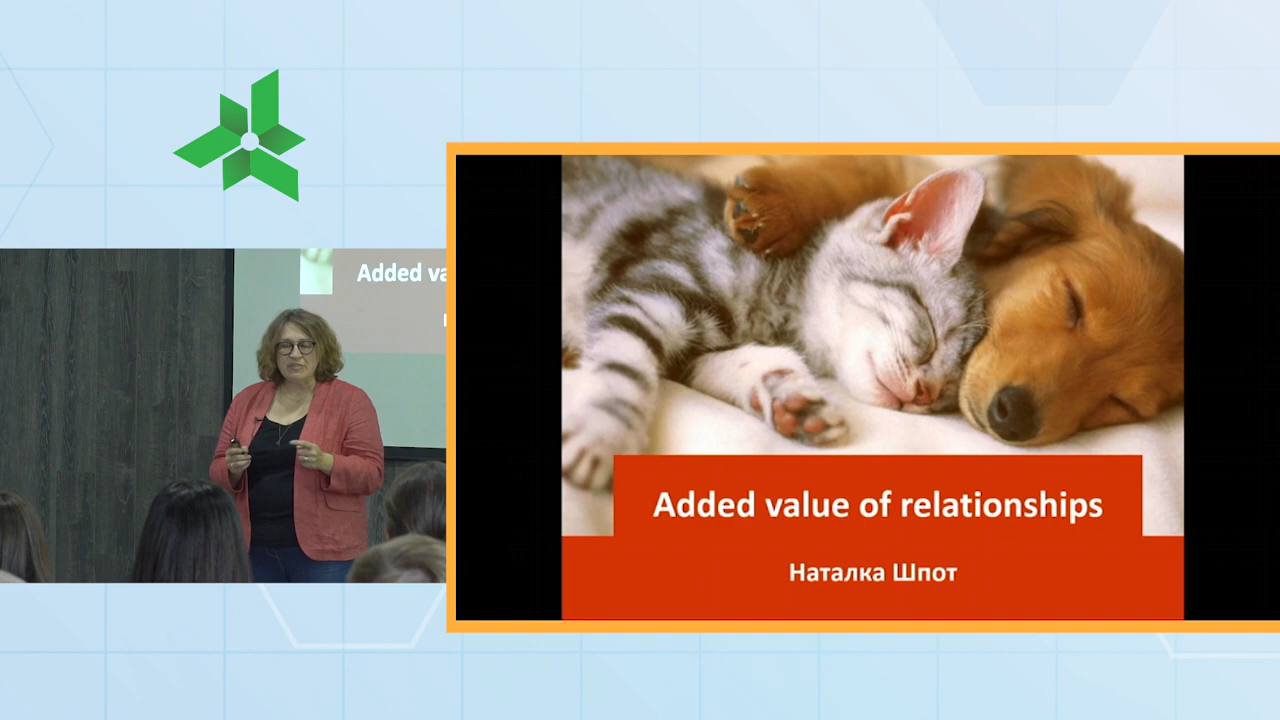 Added va
Added value of relationships
Наталка Шпот